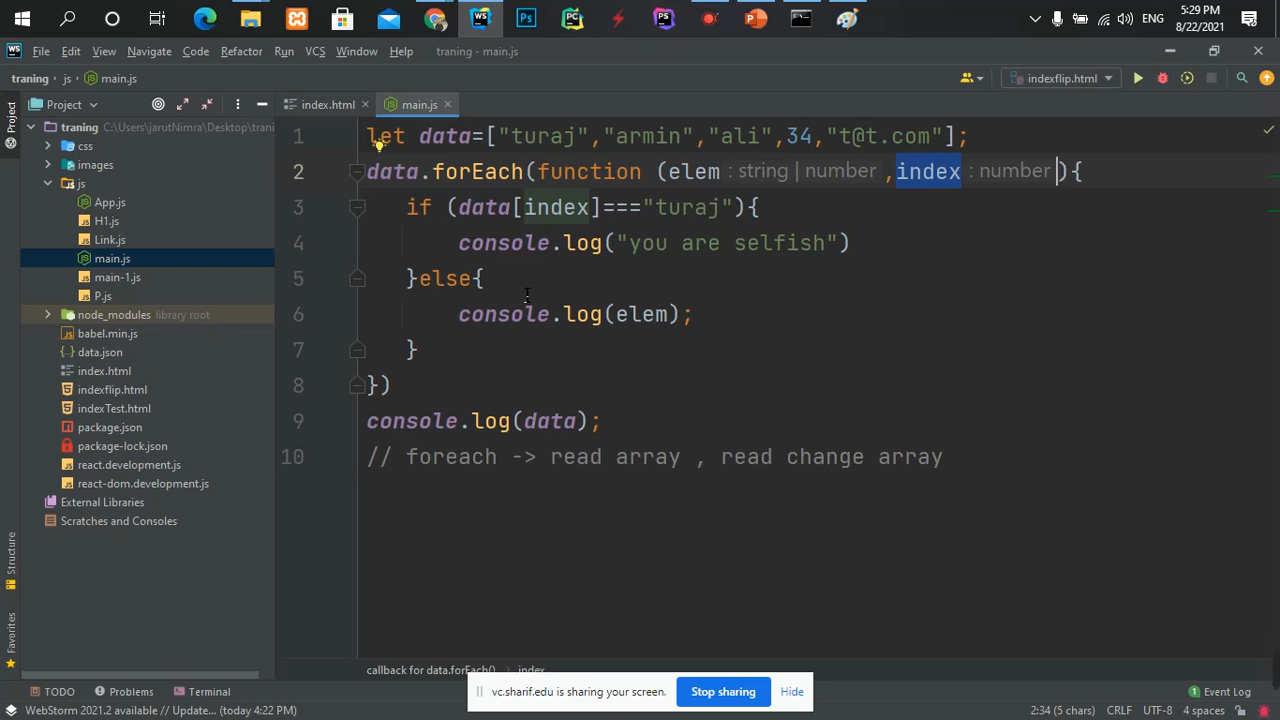 5:29 PM
ENG
8/22/2021
File Edit View Navigate Code Refactor Run VCS Window Help traning - main.js
traning js main.js indexflip.html
Project index.html main.js
traning C:\Users\jarutNimra\Desktop\trani
css
images
js
App.js
H1.js
Link.js
main.js
main-1.js
P.js
node_modules library root
babel.min.js
data.json
index.html
indexflip.html
indexTest.html
package.json
package-lock.json
react.development.js
react-dom.development.js
External Libraries
Scratches and Consoles
Project
Structure
Favorites
1 let data=["turaj","armin","ali",34,"t@t.com"];
2 data.forEach(function (elem : string | number ,index : number ){
3 if (data[index]==="turaj"){
4 console.log("you are selfish")
5 }else{
6 console.log(elem);
7 }
8 })
9 console.log(data);
10 // foreach -> read array , read change array
callback for data.forEach() index
vc.sharif.edu is sharing your screen. Stop sharing Hide
TODO Problems Terminal Event Log
WebStorm 2021.2 available // Update... (today 4:22 PM) 2:34 (5 chars) CRLF UTF-8 4 spaces